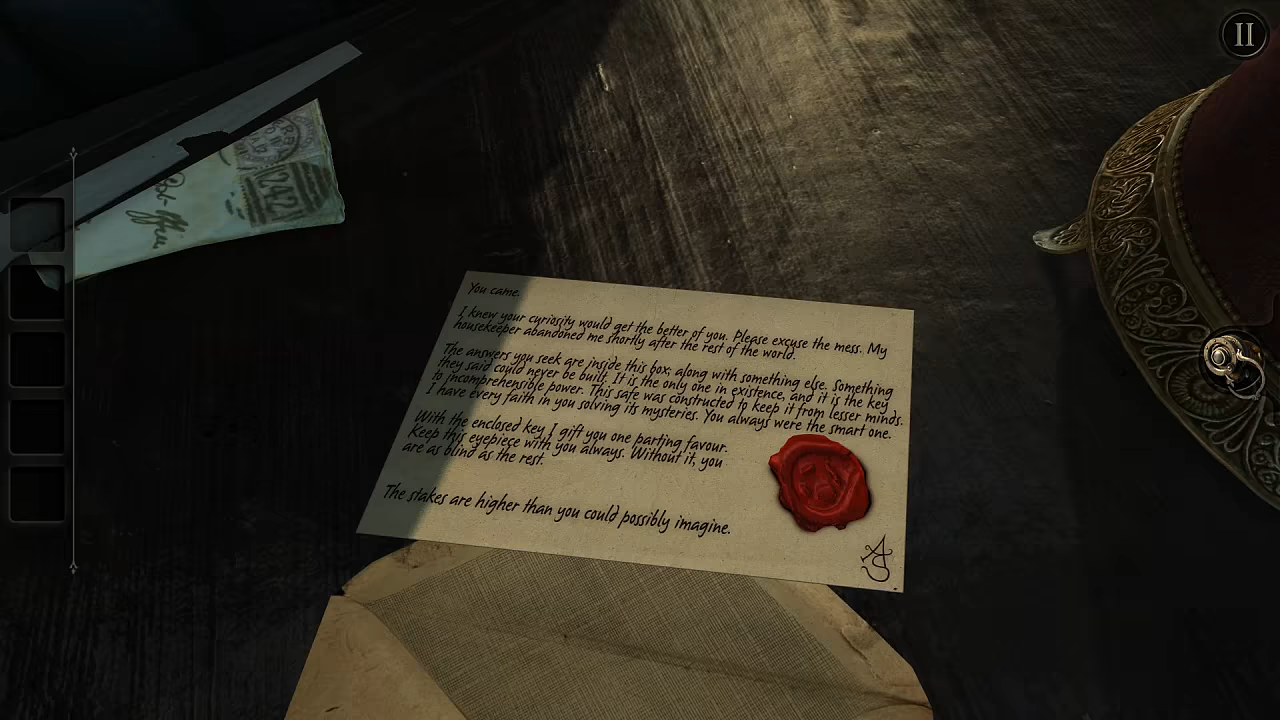 You came.
I knew your curiosity would get the better of you. Please excuse the mess. My
housekeeper abandoned me shortly after the rest of the world.
The answers you seek are inside this box; along with something else. Something
they said could never be built. It is the only one in existence, and it is the key
to incomprehensible power. This safe was constructed to keep it from lesser minds.
I have every faith in you solving its mysteries. You always were the smart one.
With the enclosed key I gift you one parting favour.
Keep this eyepiece with you always. Without it, you
are as blind as the rest.
The stakes are higher than you could possibly imagine.